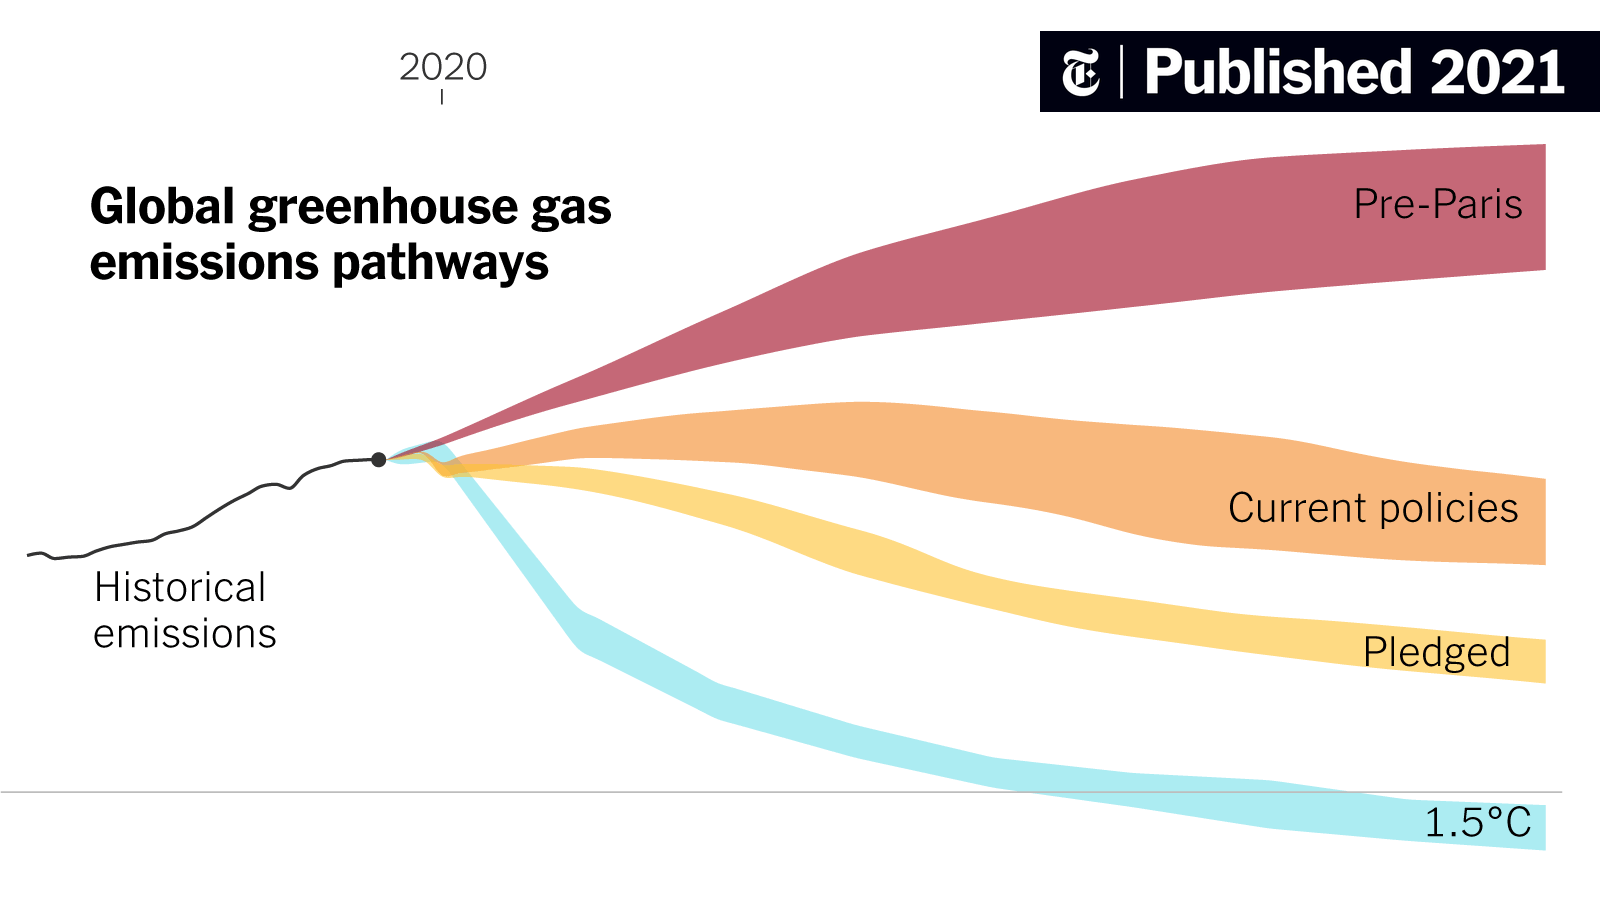 2020
Published 2021
Global greenhouse gas
emissions pathways
Pre-Paris
Current policies
Historical
emissions
Pledged
1.5°C